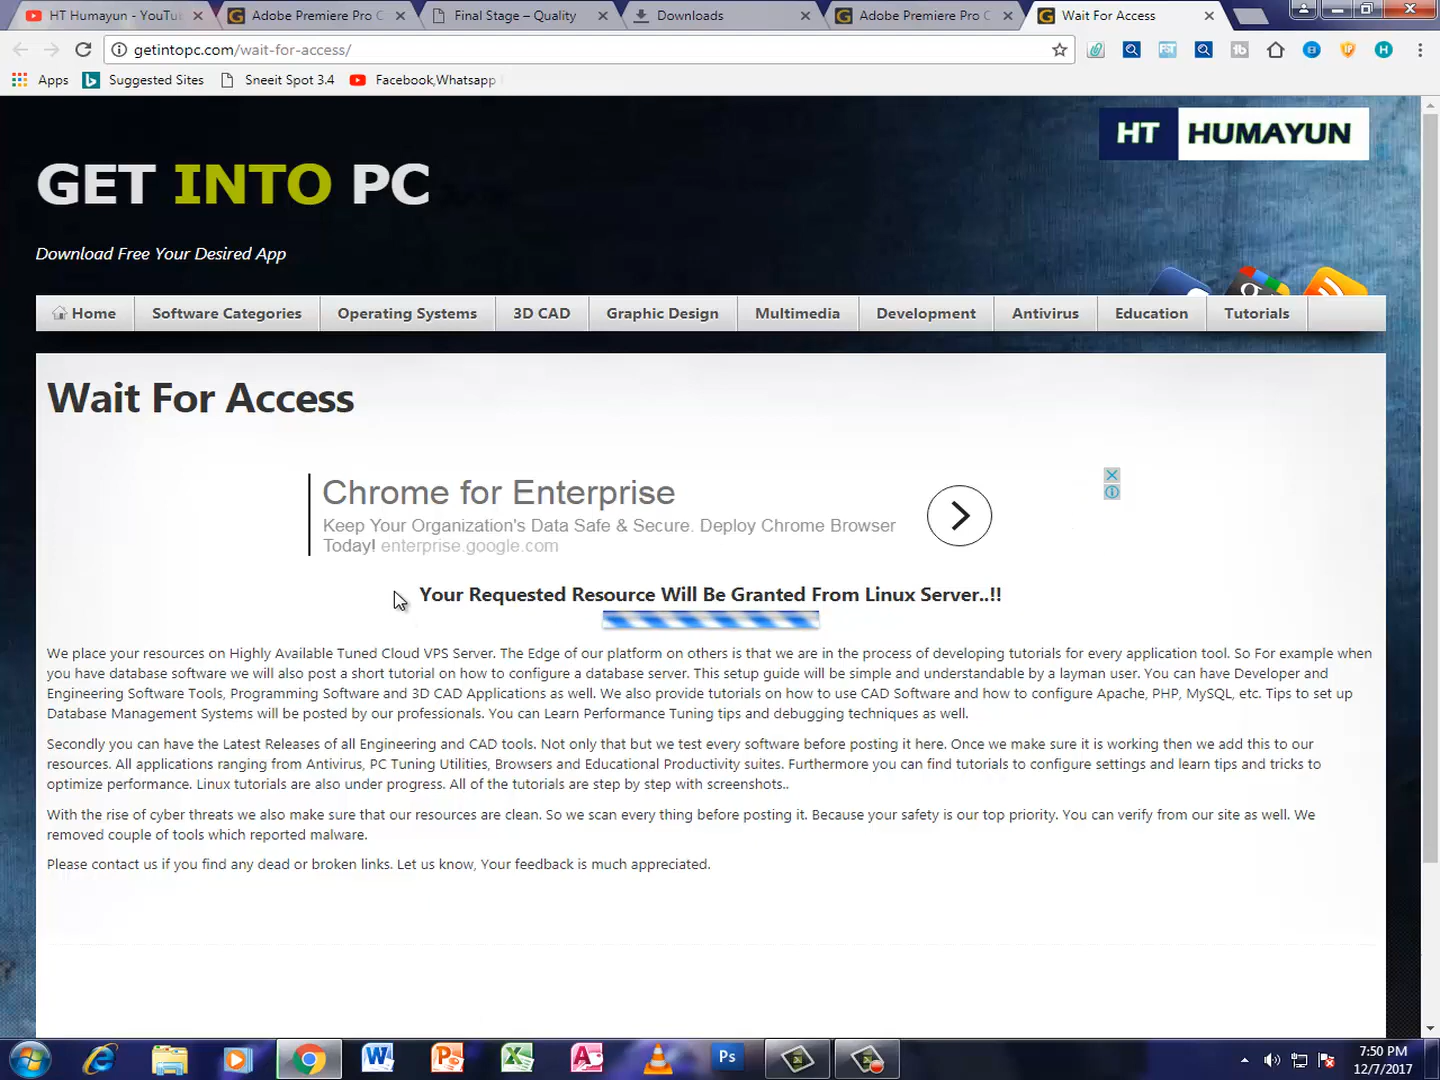 HT Humayun - YouTu
Adobe Premiere Pro C
Final Stage – Quality
Downloads
Adobe Premiere Pro C
Wait For Access
getintopc.com/wait-for-access/
Apps
Suggested Sites
Sneeit Spot 3.4
Facebook,Whatsapp
HT HUMAYUN
GET INTO PC
Download Free Your Desired App
Home
Software Categories
Operating Systems
3D CAD
Graphic Design
Multimedia
Development
Antivirus
Education
Tutorials
Wait For Access
Chrome for Enterprise
Keep Your Organization's Data Safe & Secure. Deploy Chrome Browser
Today! enterprise.google.com
Your Requested Resource Will Be Granted From Linux Server..!!
We place your resources on Highly Available Tuned Cloud VPS Server. The Edge of our platform on others is that we are in the process of developing tutorials for every application tool. So For example when
you have database software we will also post a short tutorial on how to configure a database server. This setup guide will be simple and understandable by a layman user. You can have Developer and
Engineering Software Tools, Programming Software and 3D CAD Applications as well. We also provide tutorials on how to use CAD Software and how to configure Apache, PHP, MySQL, etc. Tips to set up
Database Management Systems will be posted by our professionals. You can Learn Performance Tuning tips and debugging techniques as well.
Secondly you can have the Latest Releases of all Engineering and CAD tools. Not only that but we test every software before posting it here. Once we make sure it is working then we add this to our
resources. All applications ranging from Antivirus, PC Tuning Utilities, Browsers and Educational Productivity suites. Furthermore you can find tutorials to configure settings and learn tips and tricks to
optimize performance. Linux tutorials are also under progress. All of the tutorials are step by step with screenshots..
With the rise of cyber threats we also make sure that our resources are clean. So we scan every thing before posting it. Because your safety is our top priority. You can verify from our site as well. We
removed couple of tools which reported malware.
Please contact us if you find any dead or broken links. Let us know, Your feedback is much appreciated.
Ps
7:50 PM
12/7/2017